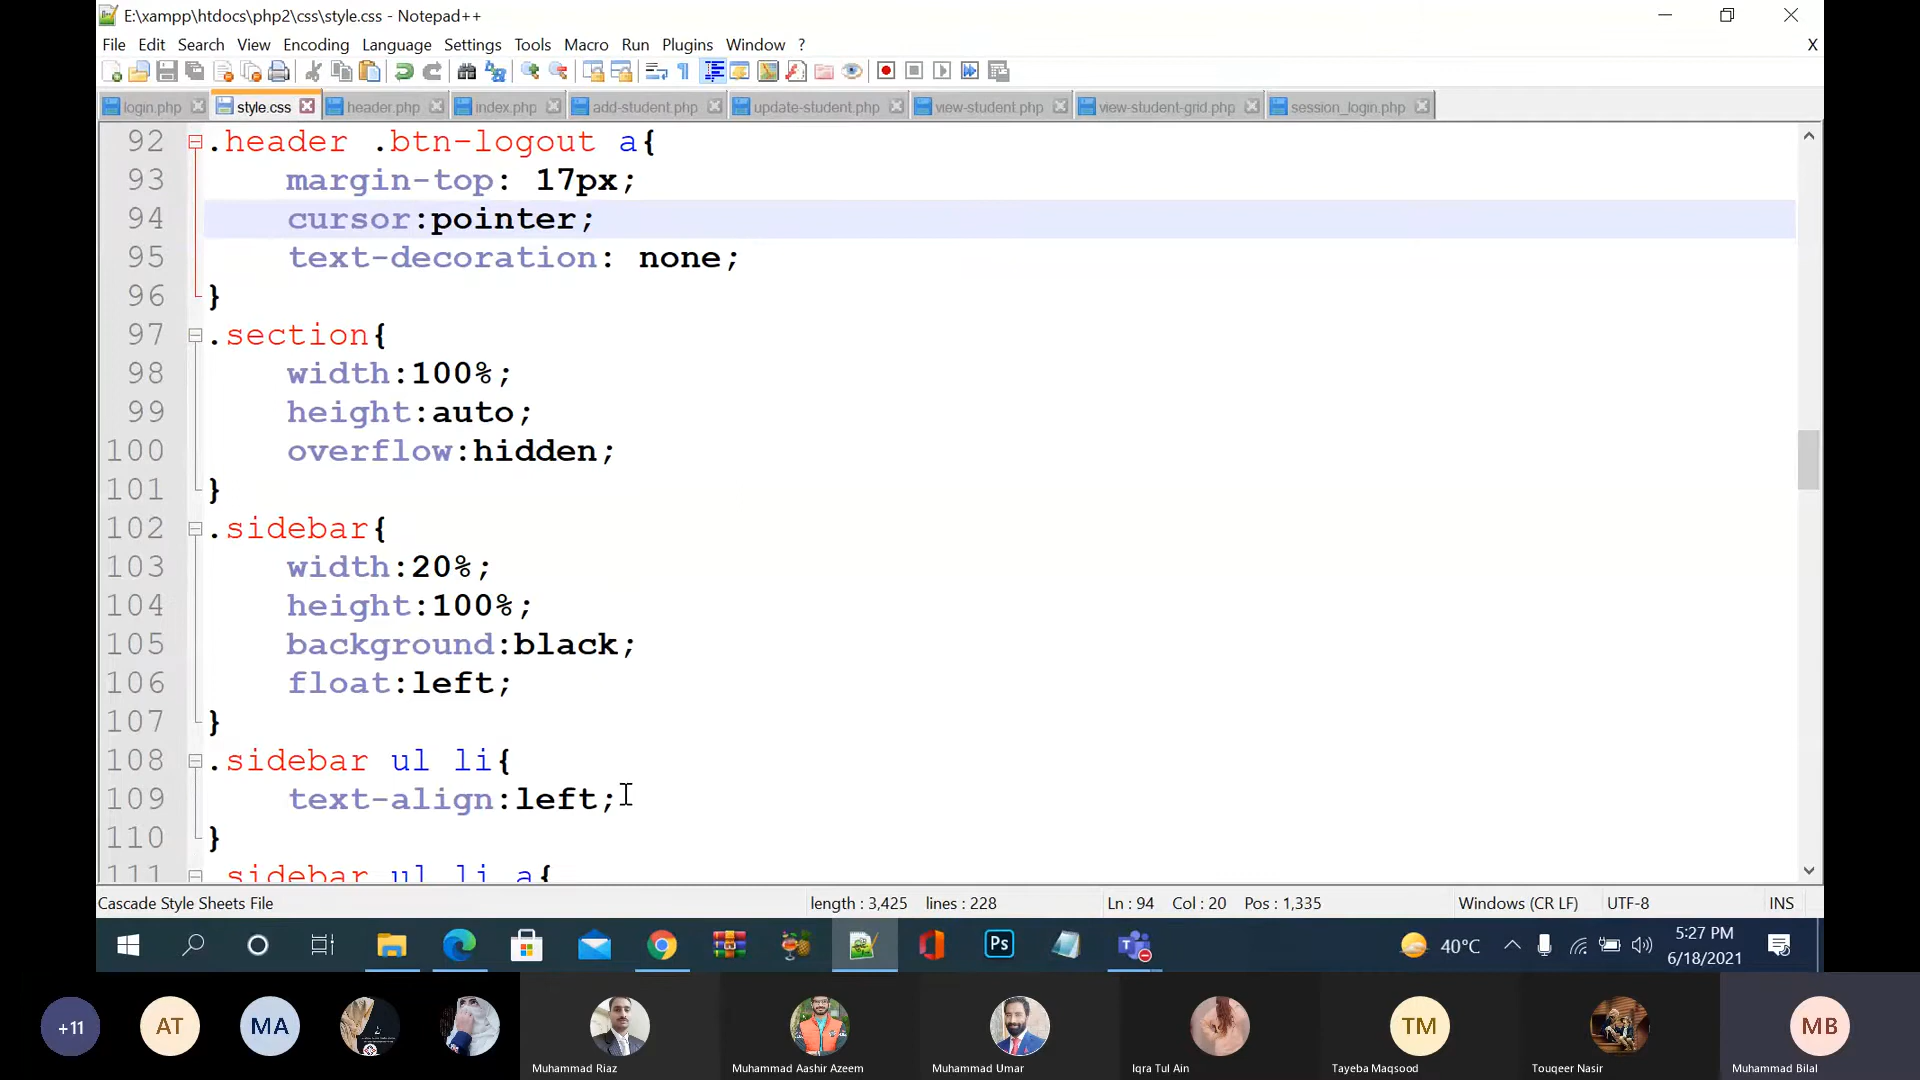 E:\xampp\htdocs\php2\css\style.css - Notepad++
File Edit Search View Encoding Language Settings Tools Macro Run Plugins Window ? X
login.php style.css header.php index.php add-student.php update-student.php view-student.php view-student-grid.php session_login.php
92 .header .btn-logout a{
93 margin-top: 17px;
94 cursor:pointer;
95 text-decoration: none;
96 }
97 .section{
98 width:100%;
99 height:auto;
100 overflow:hidden;
101 }
102 .sidebar{
103 width:20%;
104 height:100%;
105 background:black;
106 float:left;
107 }
108 .sidebar ul li{
109 text-align:left;
110 }
111 .sidebar ul li a{
Cascade Style Sheets File length : 3,425 lines : 228 Ln : 94 Col : 20 Pos : 1,335 Windows (CR LF) UTF-8 INS
Ps 40°C 5:27 PM
6/18/2021
+11 AT MA TM MB
Muhammad Riaz Muhammad Aashir Azeem Muhammad Umar Iqra Tul Ain Tayeba Maqsood Touqeer Nasir Muhammad Bilal